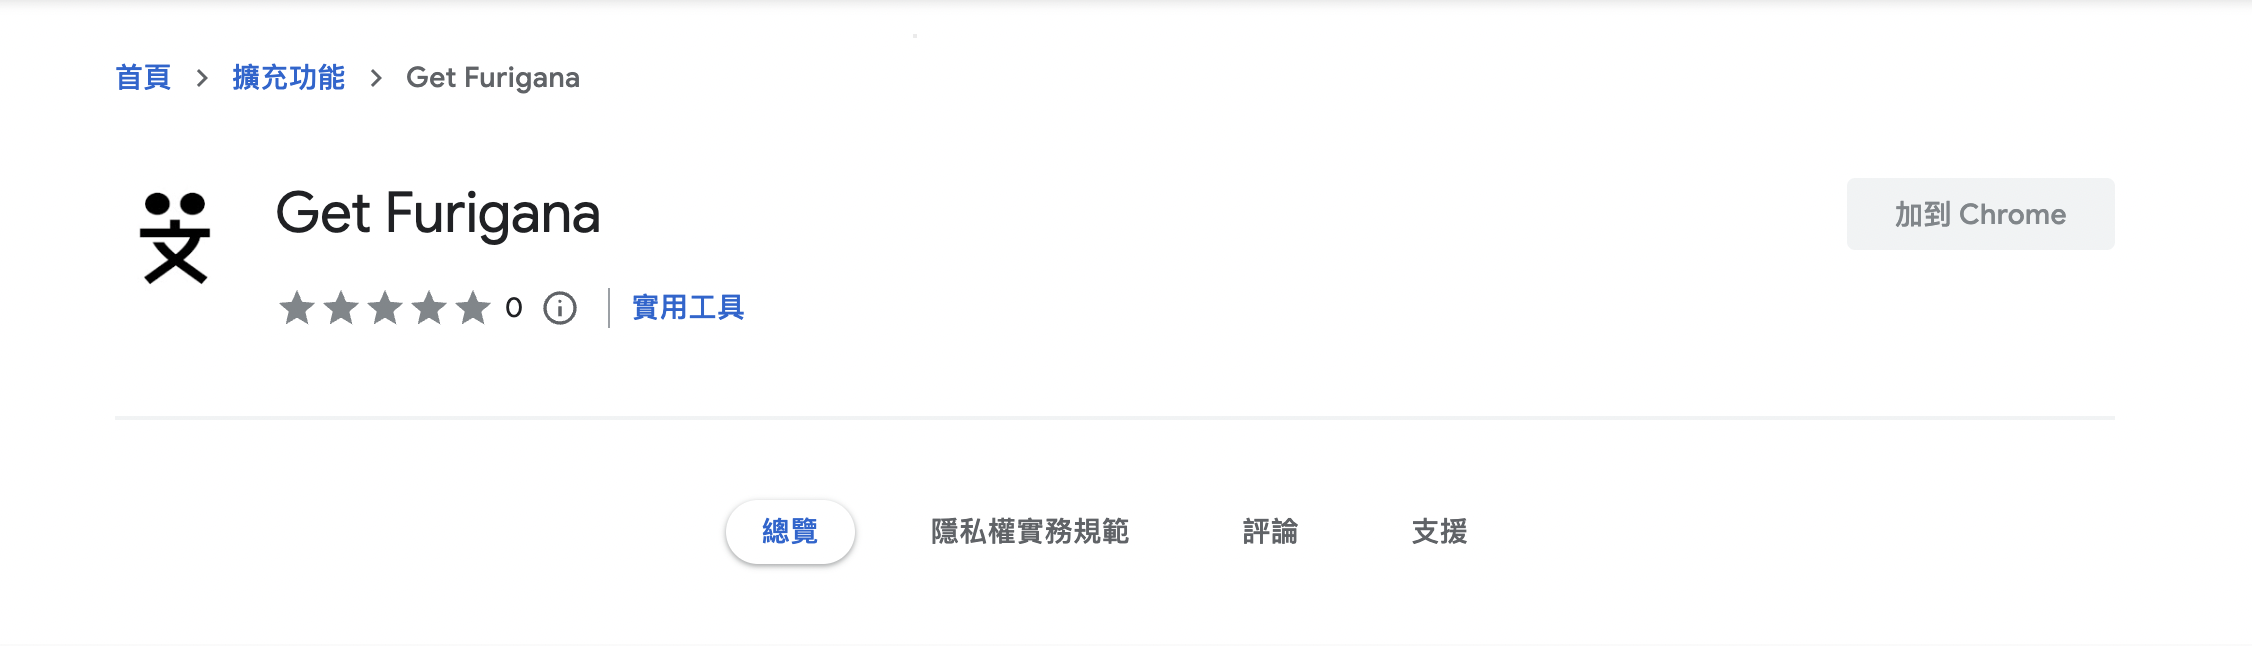 首頁 > 擴充功能 > Get Furigana
Get Furigana
加到 Chrome
0 實用工具
總覽 隱私權實務規範 評論 支援